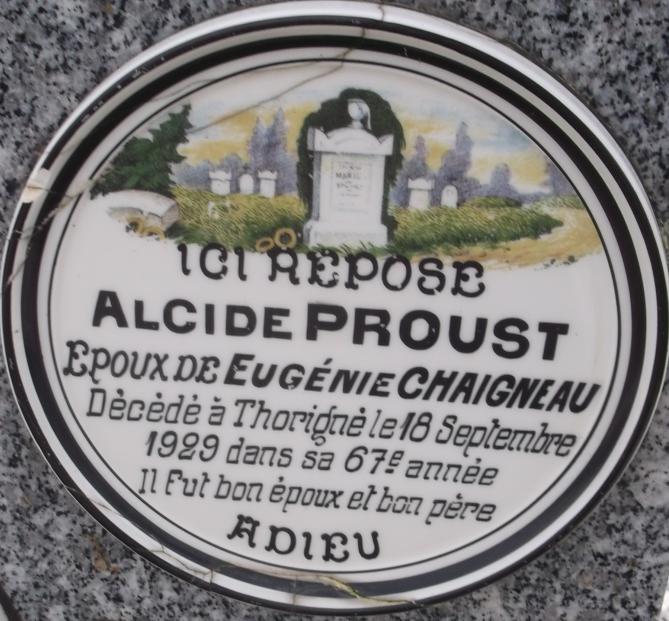 ICI REPOSE
ALCIDE PROUST
EPOUX DE EUGÉNIE CHAIGNEAU
Décédé à Thorigné le 18 Septembre
1929 dans sa 67e année
Il Fut bon époux et bon père
ADIEU